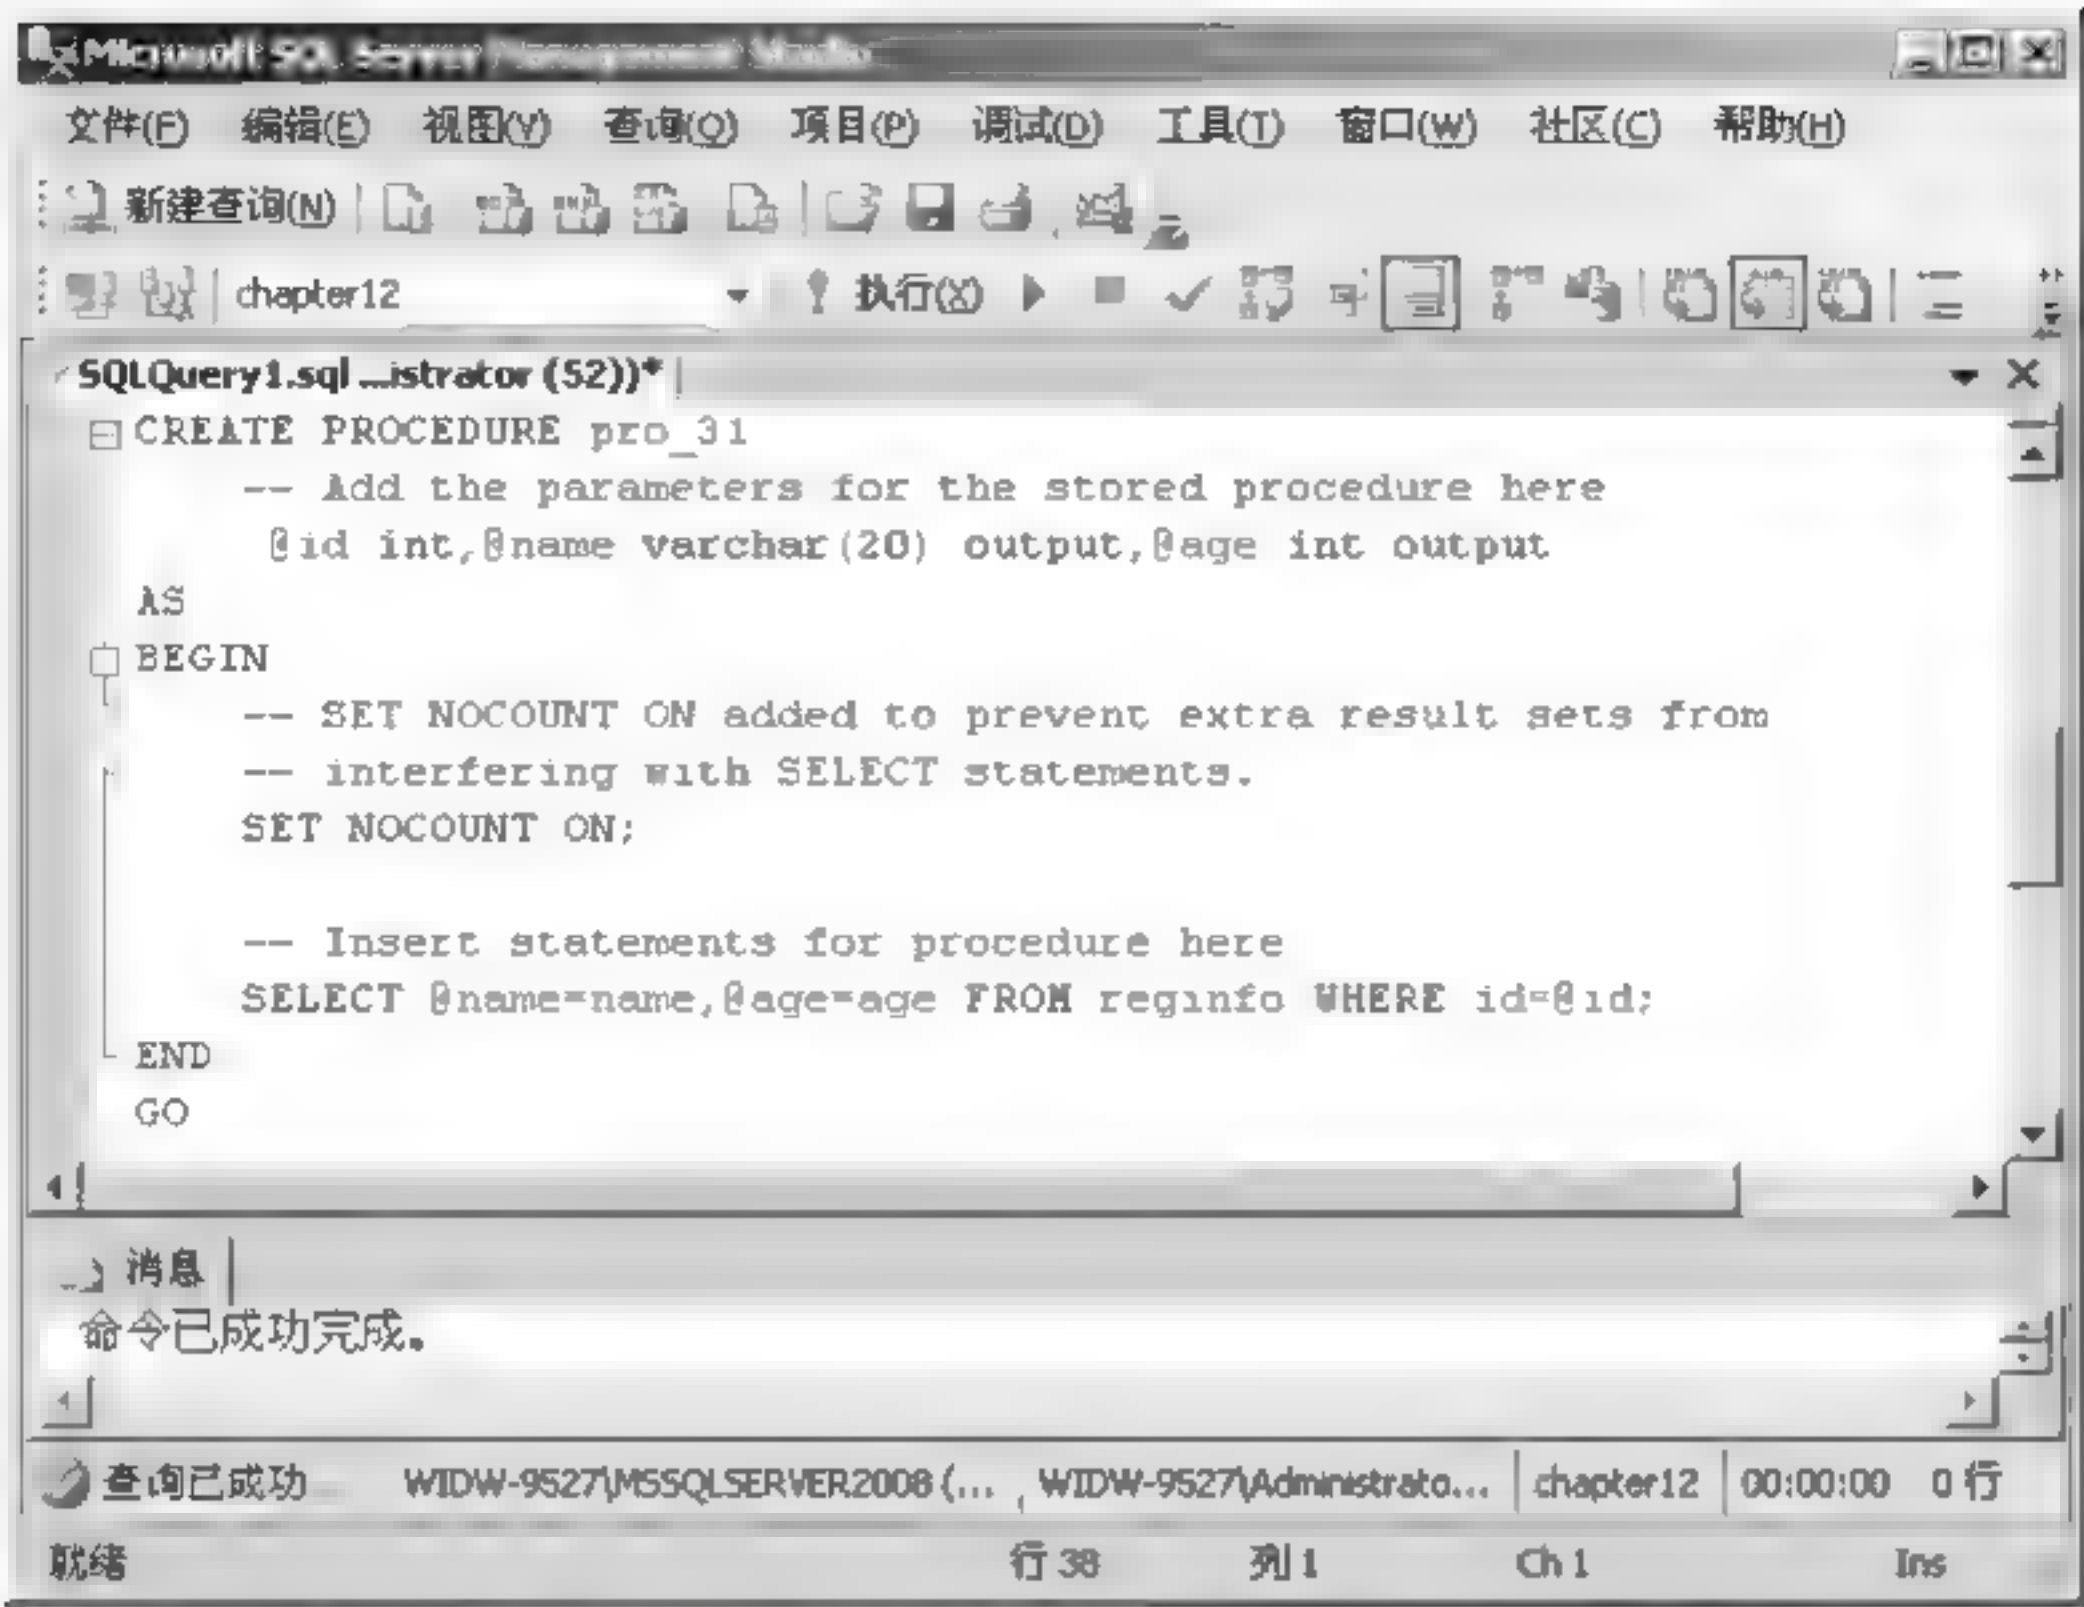 Microsoft SQL Server Management Studio
文件(F) 编辑(E) 视图(V) 查询(Q) 项目(P) 调试(D) 工具(T) 窗口(W) 社区(C) 帮助(H)
新建查询(N)
chapter12 执行(X)
SQLQuery1.sql ...istrator (52))*
CREATE PROCEDURE pro_31
-- Add the parameters for the stored procedure here
@id int,@name varchar(20) output,@age int output
AS
BEGIN
-- SET NOCOUNT ON added to prevent extra result sets from
-- interfering with SELECT statements.
SET NOCOUNT ON;
-- Insert statements for procedure here
SELECT @name=name,@age=age FROM reginfo WHERE id=@id;
END
GO
消息
命令已成功完成。
查询已成功 WIDW-9527\MSSQLSERVER2008 (... WIDW-9527\Administrato... chapter12 00:00:00 0 行
就绪 行 38 列 1 Ch 1 Ins